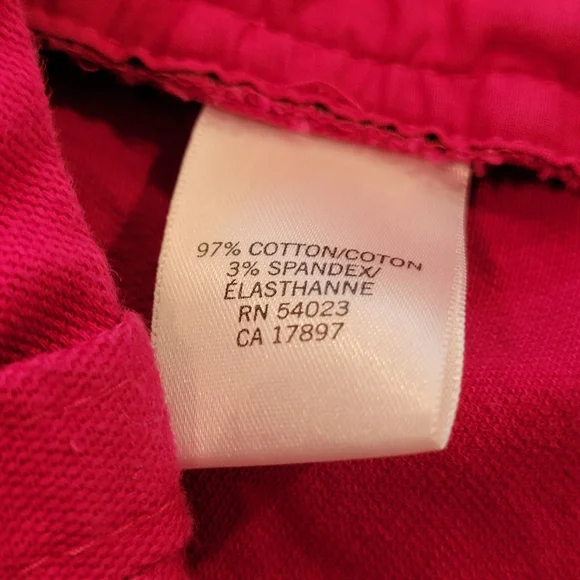 97% COTTON/COTON
3% SPANDEX/
ÉLASTHANNE
RN 54023
CA 17897